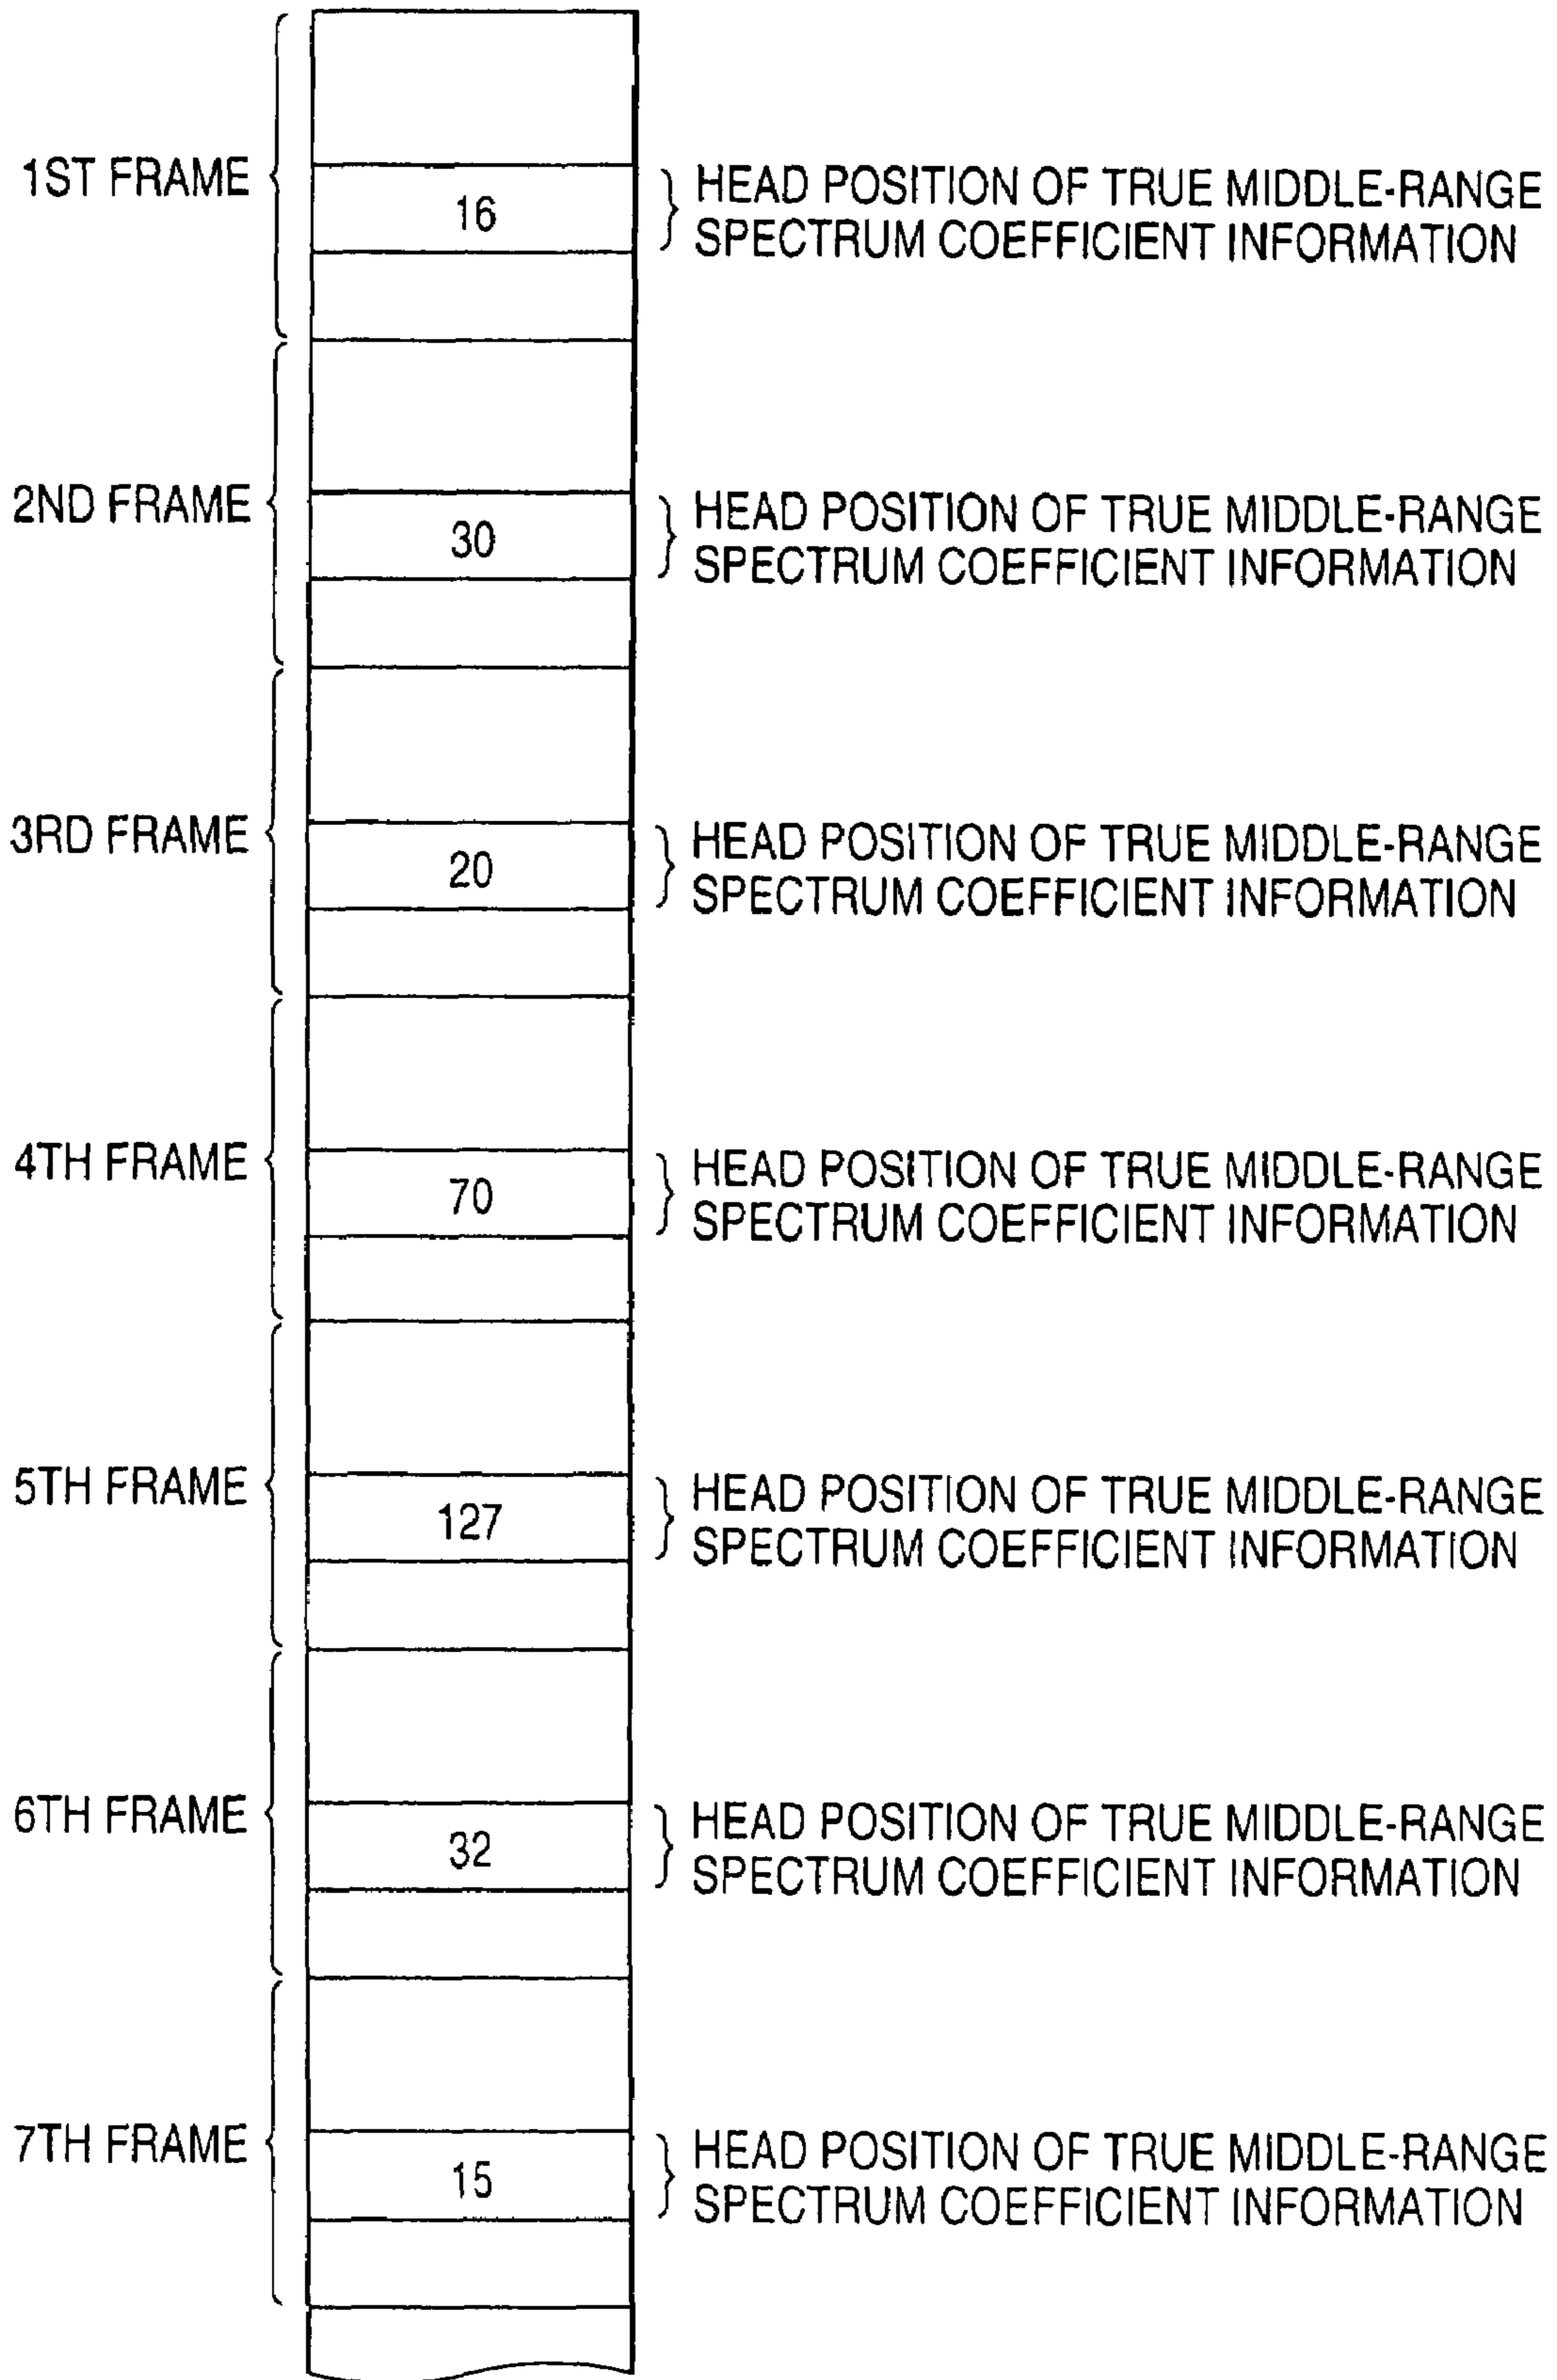 1ST FRAME
16
HEAD POSITION OF TRUE MIDDLE-RANGE
SPECTRUM COEFFICIENT INFORMATION
2ND FRAME
30
HEAD POSITION OF TRUE MIDDLE-RANGE
SPECTRUM COEFFICIENT INFORMATION
3RD FRAME
20
HEAD POSITION OF TRUE MIDDLE-RANGE
SPECTRUM COEFFICIENT INFORMATION
4TH FRAME
70
HEAD POSITION OF TRUE MIDDLE-RANGE
SPECTRUM COEFFICIENT INFORMATION
5TH FRAME
127
HEAD POSITION OF TRUE MIDDLE-RANGE
SPECTRUM COEFFICIENT INFORMATION
6TH FRAME
32
HEAD POSITION OF TRUE MIDDLE-RANGE
SPECTRUM COEFFICIENT INFORMATION
7TH FRAME
15
HEAD POSITION OF TRUE MIDDLE-RANGE
SPECTRUM COEFFICIENT INFORMATION